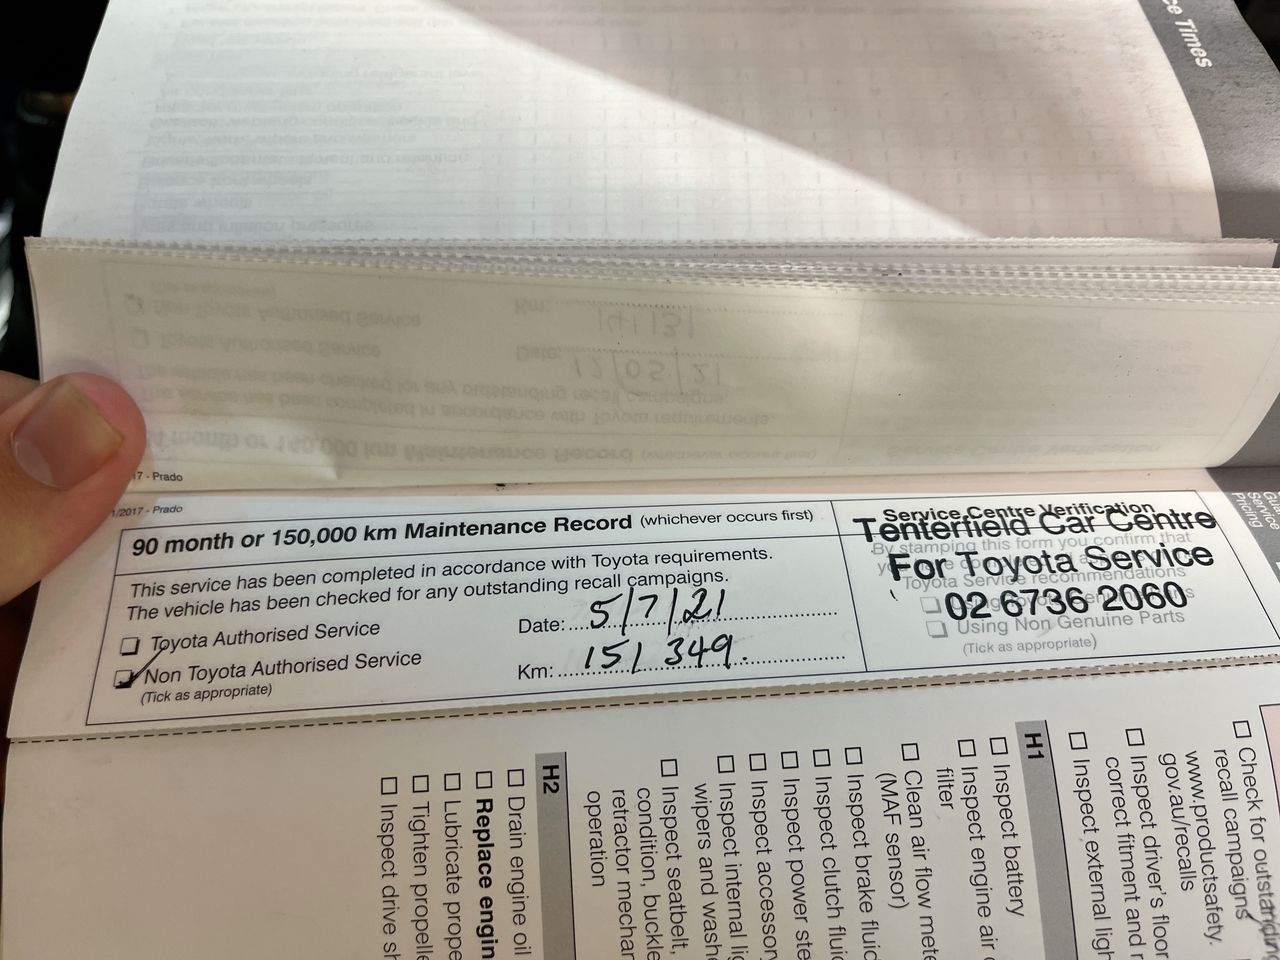 ce Times
17 - Prado
1/2017 - Prado
Service Pricing
90 month or 150,000 km Maintenance Record (whichever occurs first)
This service has been completed in accordance with Toyota requirements.
The vehicle has been checked for any outstanding recall campaigns.
Toyota Authorised Service
Non Toyota Authorised Service
(Tick as appropriate)
Date: 5/7/21
Km: 151 349.
Service Centre Verification
Tenterfield Car Centre
By stamping this form you confirm that
For Toyota Service
Toyota Service recommendations
02 6736 2060
Using Non Genuine Parts
(Tick as appropriate)
Check for outstanding
recall campaigns
www.productsafety.
gov.au/recalls
Inspect driver's floor
correct fitment and
Inspect external ligh
H1
Inspect battery
Inspect engine air
filter
Clean air flow mete
(MAF sensor)
Inspect brake fluid
Inspect clutch fluid
Inspect power ste
Inspect accessory
Inspect internal lig
wipers and washe
Inspect seatbelt,
condition, buckle
retractor mechan
operation
H2
Drain engine oil
Replace engin
Lubricate prope
Tighten propelle
Inspect drive sh